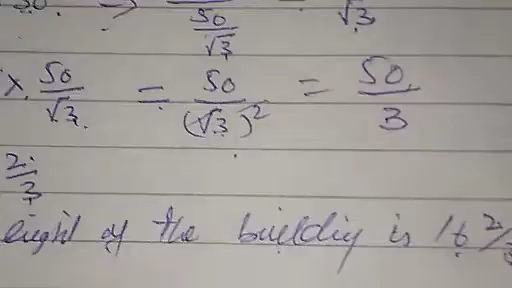 50/√3 = √3
× 50/√3 = 50/(√3)² = 50/3
2/3
eight of the building is 16 2/3